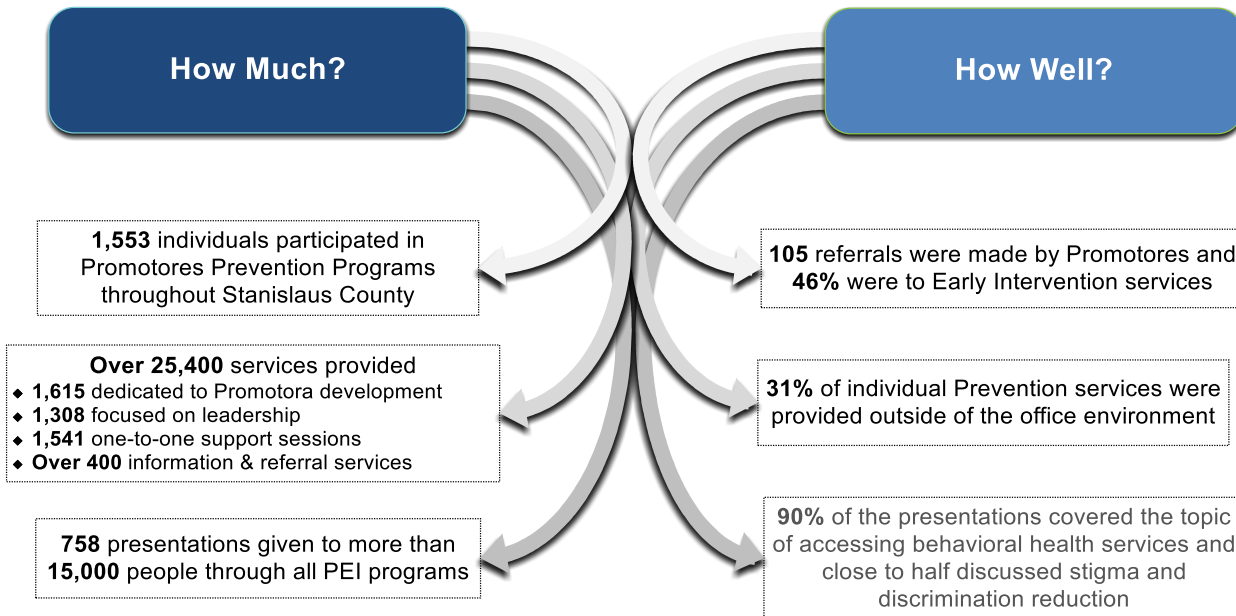 How Much?
How Well?
1,553 individuals participated in
Promotores Prevention Programs
throughout Stanislaus County
Over 25,400 services provided
◆ 1,615 dedicated to Promotora development
◆ 1,308 focused on leadership
◆ 1,541 one-to-one support sessions
◆ Over 400 information & referral services
758 presentations given to more than
15,000 people through all PEI programs
105 referrals were made by Promotores and
46% were to Early Intervention services
31% of individual Prevention services were
provided outside of the office environment
90% of the presentations covered the topic
of accessing behavioral health services and
close to half discussed stigma and
discrimination reduction